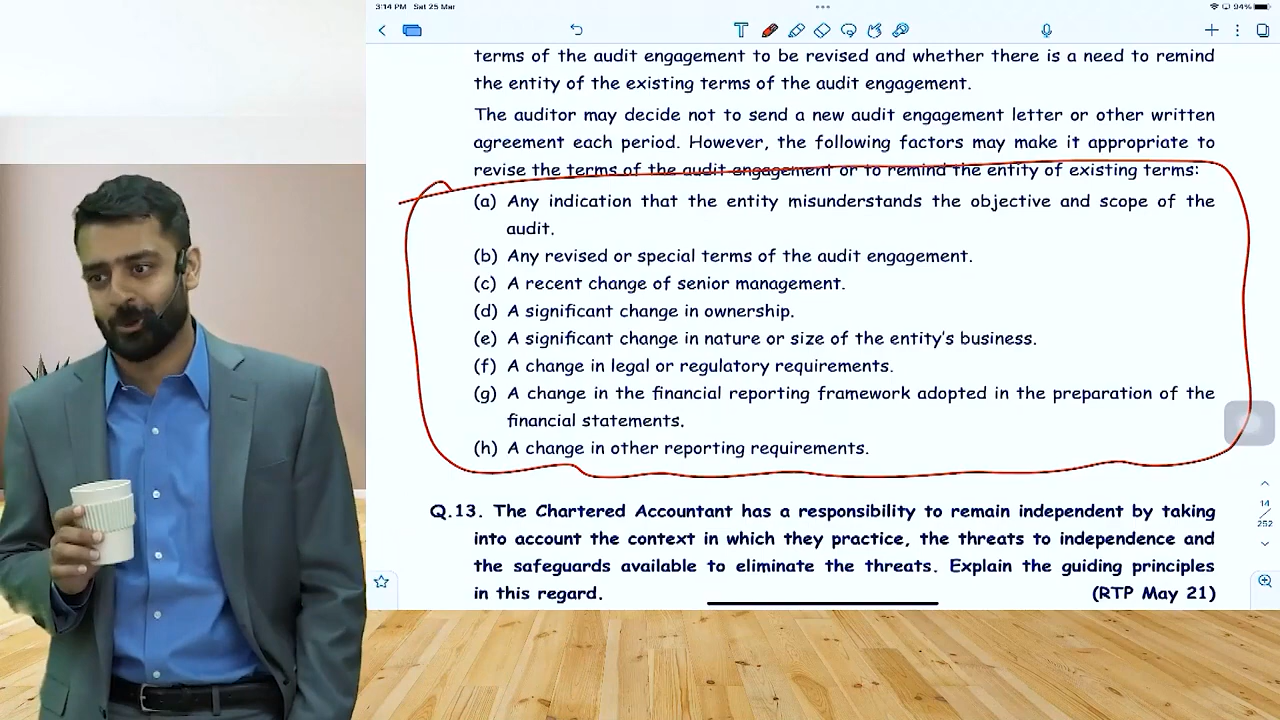 3:14 PM Sat 25 Mar
94%
terms of the audit engagement to be revised and whether there is a need to remind
the entity of the existing terms of the audit engagement.
The auditor may decide not to send a new audit engagement letter or other written
agreement each period. However, the following factors may make it appropriate to
revise the terms of the audit engagement or to remind the entity of existing terms:
(a) Any indication that the entity misunderstands the objective and scope of the
audit.
(b) Any revised or special terms of the audit engagement.
(c) A recent change of senior management.
(d) A significant change in ownership.
(e) A significant change in nature or size of the entity's business.
(f) A change in legal or regulatory requirements.
(g) A change in the financial reporting framework adopted in the preparation of the
financial statements.
(h) A change in other reporting requirements.
Q.13. The Chartered Accountant has a responsibility to remain independent by taking
into account the context in which they practice, the threats to independence and
the safeguards available to eliminate the threats. Explain the guiding principles
in this regard. (RTP May 21)
14
/
252